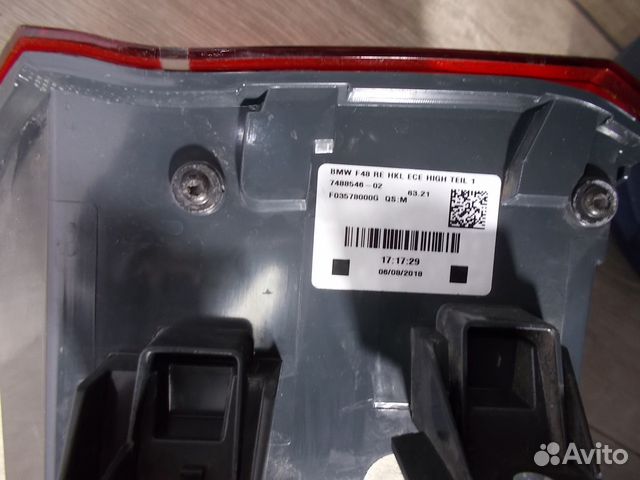 BMW F48 RE HKL ECE HIGH TEIL 1
7488546-02 63.21
F03578000G QS:M
17:17:29
06/08/2018
Avito